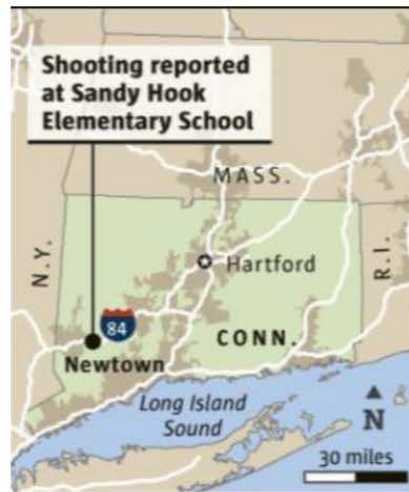 Shooting reported
at Sandy Hook
Elementary School
MASS.
N.Y.
Hartford
R.I.
84
CONN.
Newtown
Long Island
Sound
N
30 miles